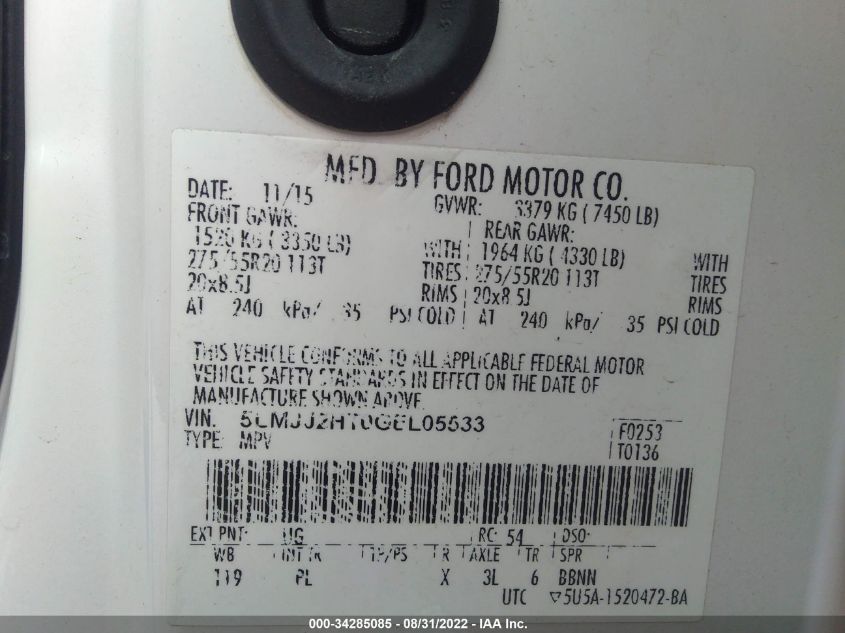 MFD. BY FORD MOTOR CO.
DATE: 11/15 GVWR: 3379 KG ( 7450 LB)
FRONT GAWR: REAR GAWR:
1520 KG ( 3350 LB) WITH 1964 KG ( 4330 LB) WITH
275/55R20 113T TIRES 275/55R20 113T TIRES
20x8.5J RIMS 20x8.5J RIMS
AT 240 kPa/ 35 PSI COLD AT 240 kPa/ 35 PSI COLD
THIS VEHICLE CONFORMS TO ALL APPLICABLE FEDERAL MOTOR
VEHICLE SAFETY STANDARDS IN EFFECT ON THE DATE OF
MANUFACTURE SHOWN ABOVE.
VIN: F0253
TYPE: MPV T0136
EXT PNT: UG RC: 54 DSO:
WB INT TR TP/PS R AXLE TR SPR
119 X 3L 6 BBNN
UTC ▽5U5A-1520472-BA
000-34285085 - 08/31/2022 - IAA Inc.